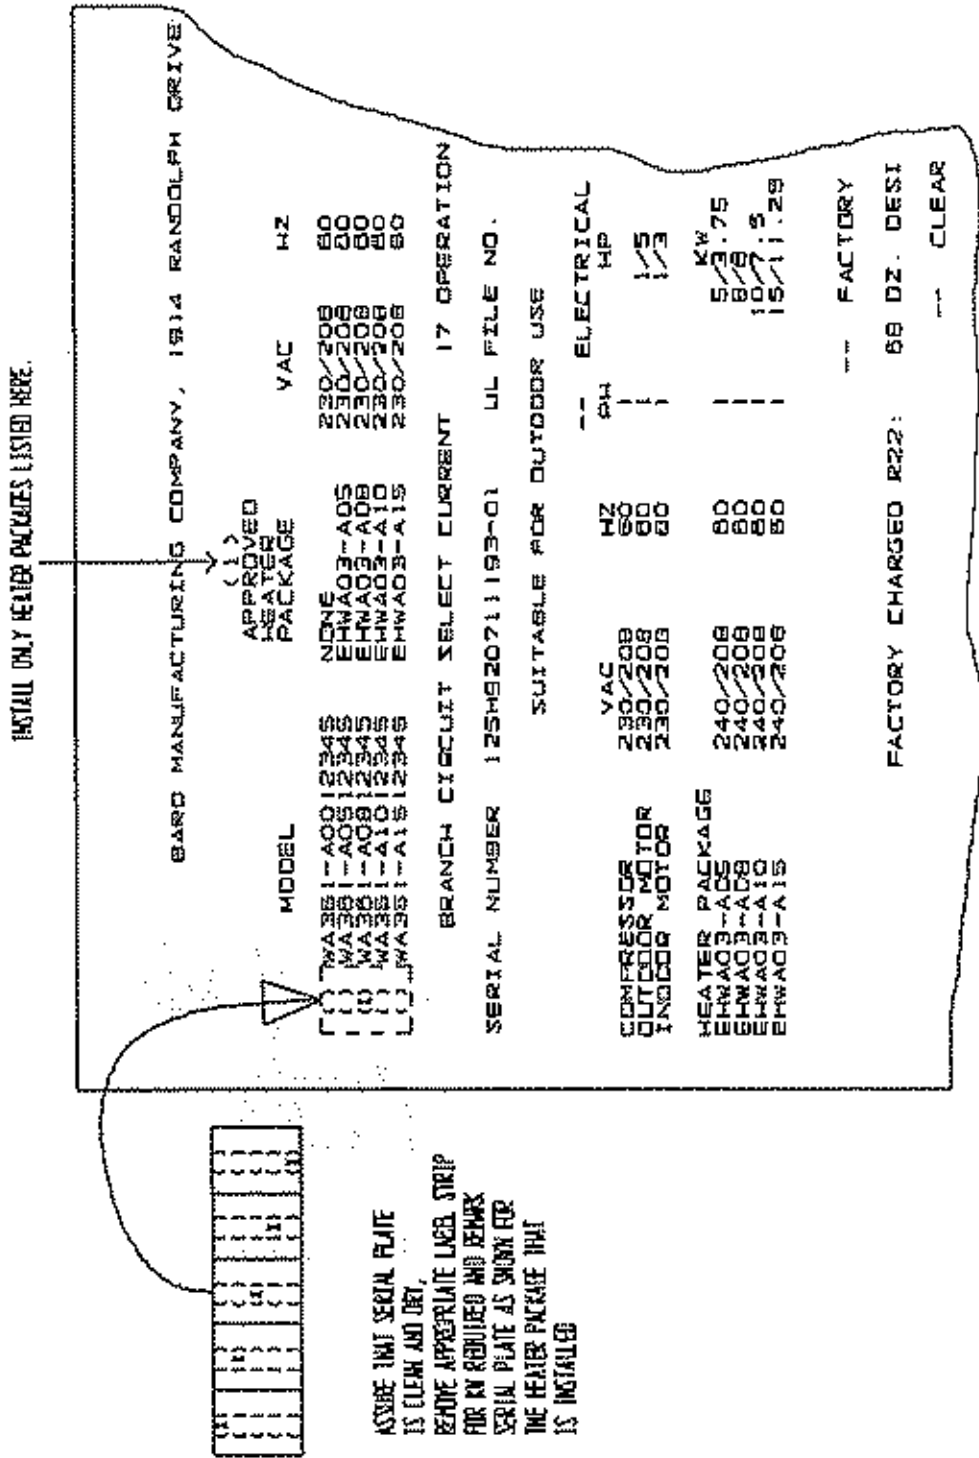 INSTALL ONLY HEATER PACKAGES LISTED HERE.
BARD MANUFACTURING COMPANY, 1914 RANDOLPH DRIVE
(1)
APPROVED
HEATER
MODEL PACKAGE VAC HZ
( ) WA361-A0012345 NONE 230/208 60
( ) WA361-A0512345 EHWA03-A05 230/208 60
(X) WA361-A0812345 EHWA03-A08 230/208 60
( ) WA361-A1012345 EHWA03-A10 230/208 60
( ) WA361-A1512345 EHWA03-A15 230/208 60
BRANCH CIRCUIT SELECT CURRENT 17 OPERATION
SERIAL NUMBER 125M920711193-01 UL FILE NO.
SUITABLE FOR OUTDOOR USE
-- ELECTRICAL
VAC HZ PH HP
COMPRESSOR 230/208 60 1
OUTDOOR MOTOR 230/208 60 1 1/5
INDOOR MOTOR 230/208 60 1 1/3
HEATER PACKAGE KW
EHWA03-A05 240/208 60 1 5/3.75
EHWA03-A08 240/208 60 1 8/6
EHWA03-A10 240/208 60 1 10/7.5
EHWA03-A15 240/208 60 1 15/11.25
-- FACTORY
FACTORY CHARGED R22: 68 OZ. DESI
-- CLEAR
ASSURE THAT SERIAL PLATE
IS CLEAN AND DRY.
REMOVE APPROPRIATE LABEL STRIP
FOR KW REQUIRED AND REMARK
SERIAL PLATE AS SHOWN FOR
THE HEATER PACKAGE THAT
IS INSTALLED